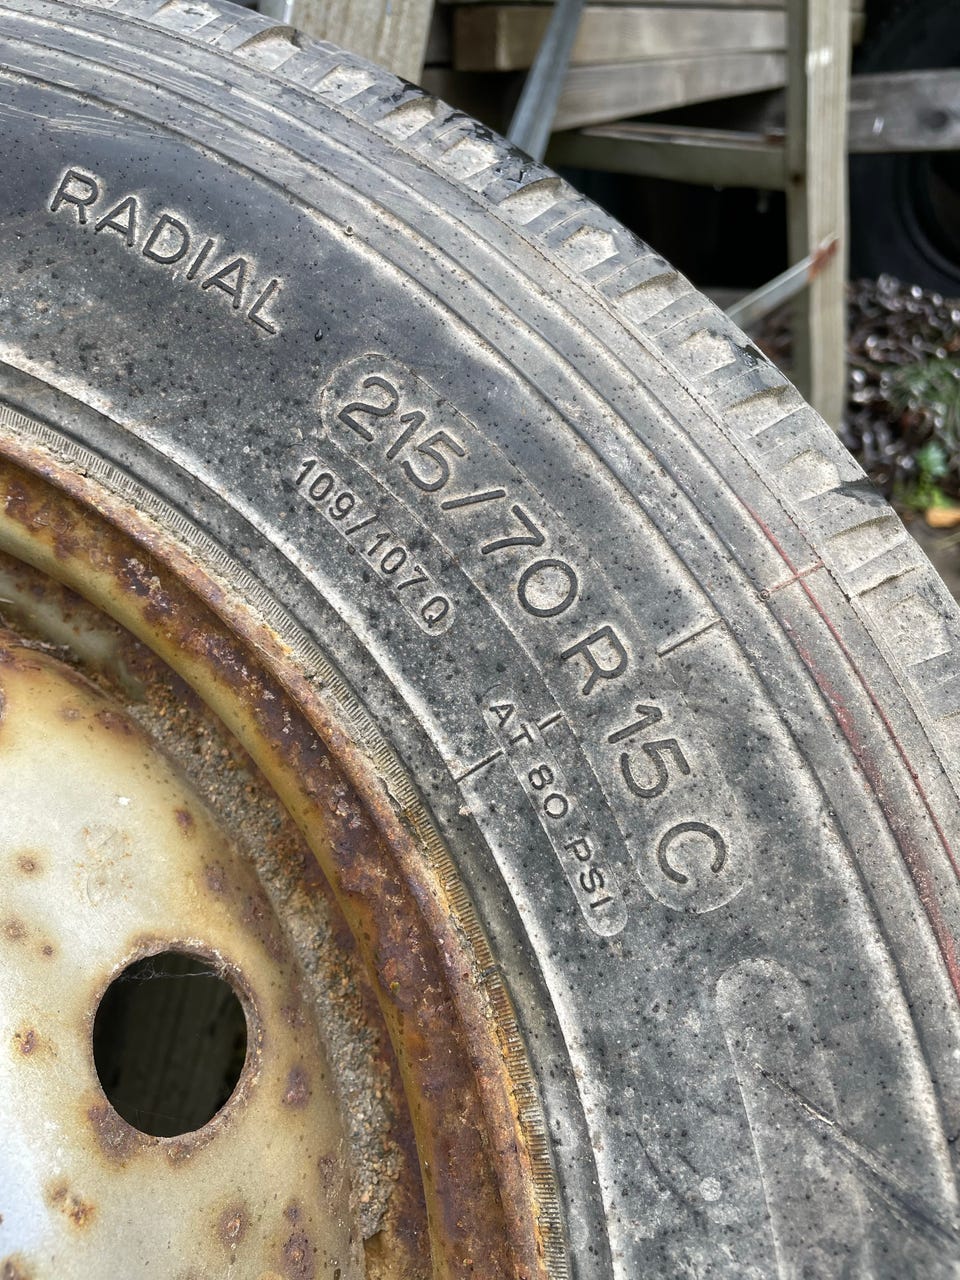 RADIAL
215/70R15C
109/107Q
AT 80 PSI